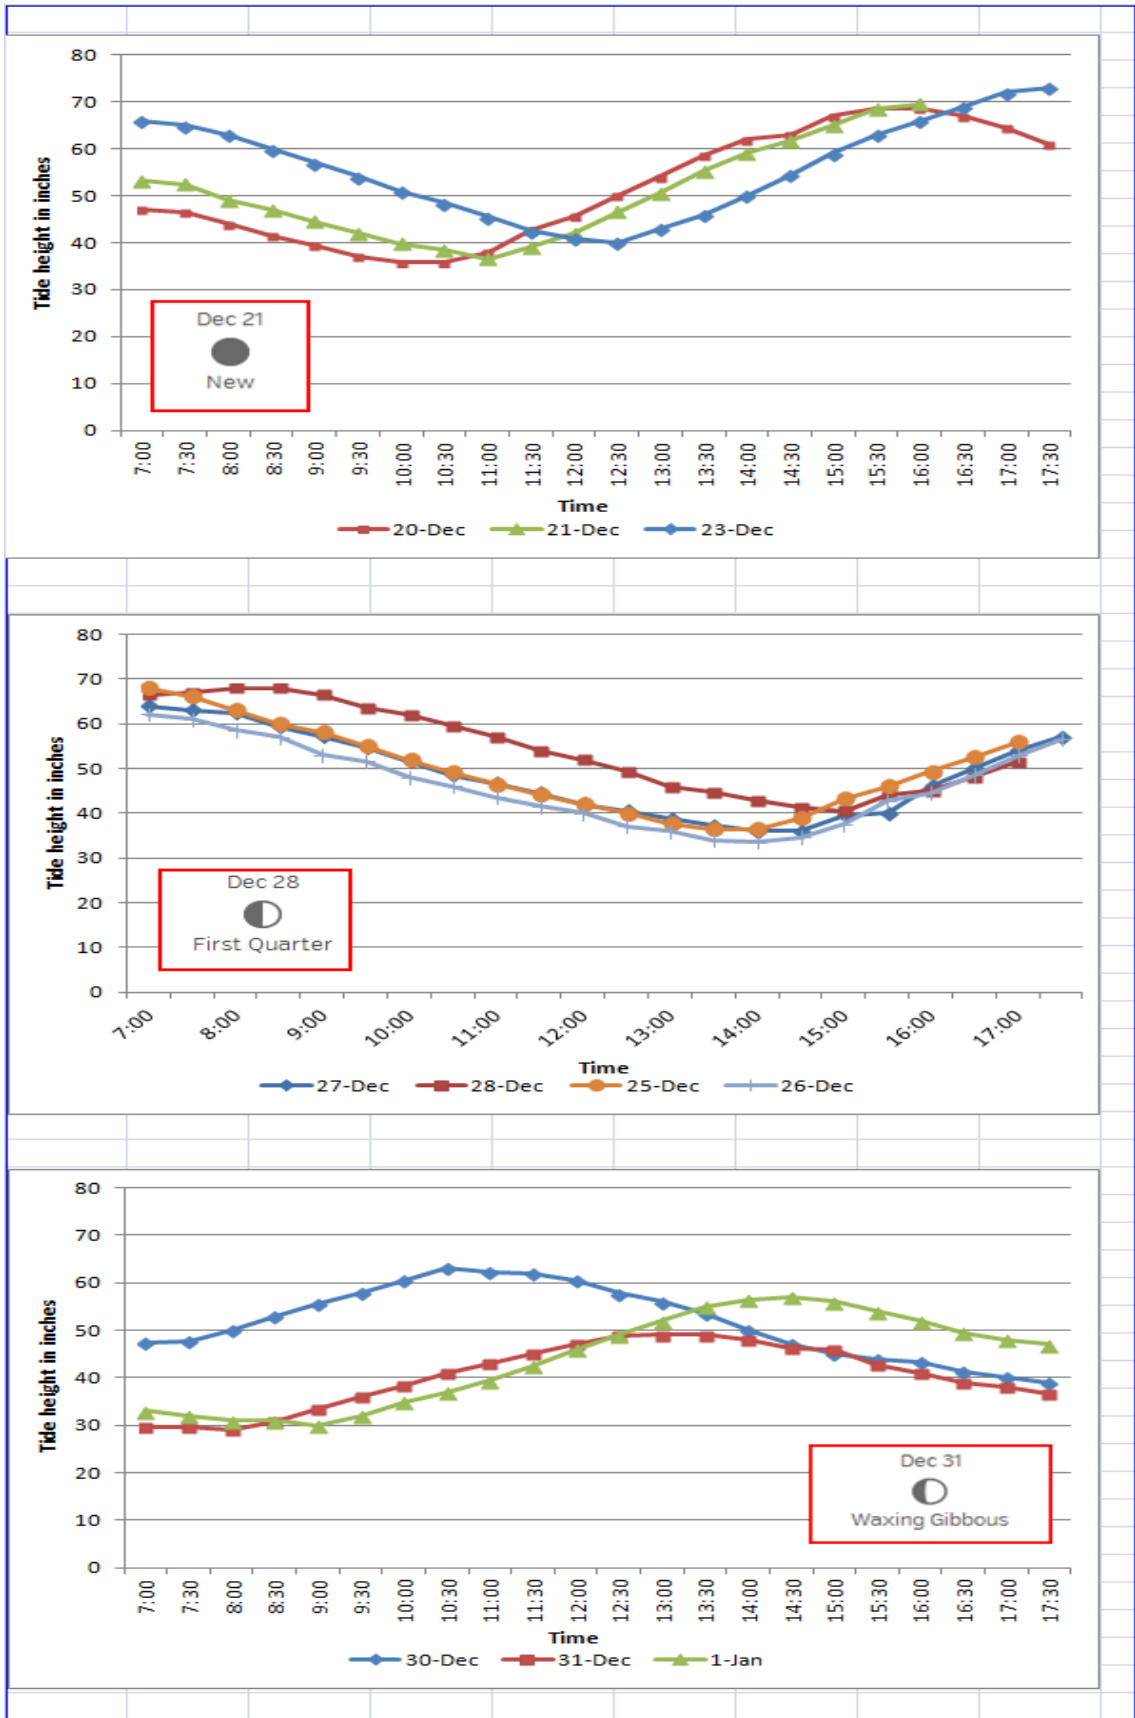 80
70
60
50
40
30
20
10
0
Tide height in inches
Dec 21
New
7:00 7:30 8:00 8:30 9:00 9:30 10:00 10:30 11:00 11:30 12:00 12:30 13:00 13:30 14:00 14:30 15:00 15:30 16:00 16:30 17:00 17:30
Time
20-Dec 21-Dec 23-Dec
80
70
60
50
40
30
20
10
0
Tide height in inches
Dec 28
First Quarter
7:00 8:00 9:00 10:00 11:00 12:00 13:00 14:00 15:00 16:00 17:00
Time
27-Dec 28-Dec 25-Dec 26-Dec
80
70
60
50
40
30
20
10
0
Tide height in inches
Dec 31
Waxing Gibbous
7:00 7:30 8:00 8:30 9:00 9:30 10:00 10:30 11:00 11:30 12:00 12:30 13:00 13:30 14:00 14:30 15:00 15:30 16:00 16:30 17:00 17:30
Time
30-Dec 31-Dec 1-Jan